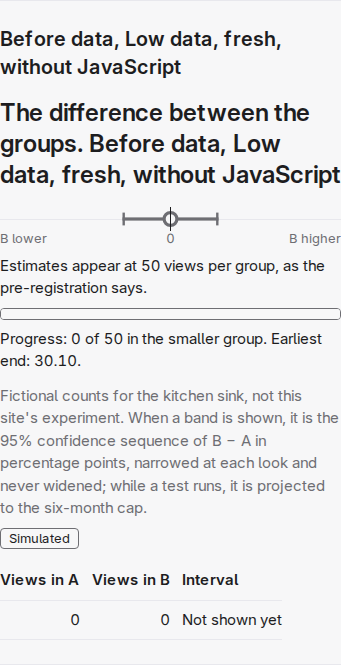 Before data, Low data, fresh,
without JavaScript
The difference between the
groups. Before data, Low
data, fresh, without JavaScript
B lower 0 B higher
Estimates appear at 50 views per group, as the
pre-registration says.
Progress: 0 of 50 in the smaller group. Earliest
end: 30.10.
Fictional counts for the kitchen sink, not this
site's experiment. When a band is shown, it is the
95% confidence sequence of B − A in
percentage points, narrowed at each look and
never widened; while a test runs, it is projected
to the six-month cap.
Simulated
Views in A Views in B Interval
0 0 Not shown yet